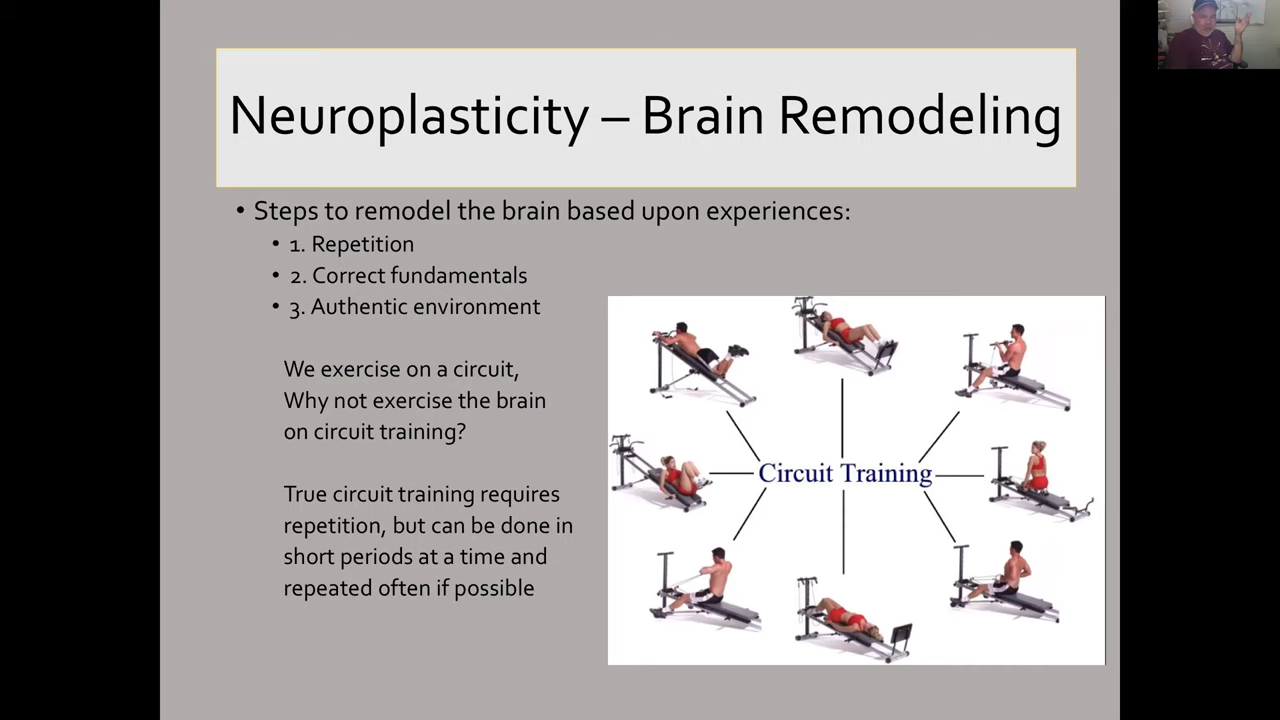 Neuroplasticity – Brain Remodeling
• Steps to remodel the brain based upon experiences:
• 1. Repetition
• 2. Correct fundamentals
• 3. Authentic environment
We exercise on a circuit,
Why not exercise the brain
on circuit training?
True circuit training requires
repetition, but can be done in
short periods at a time and
repeated often if possible
Circuit Training